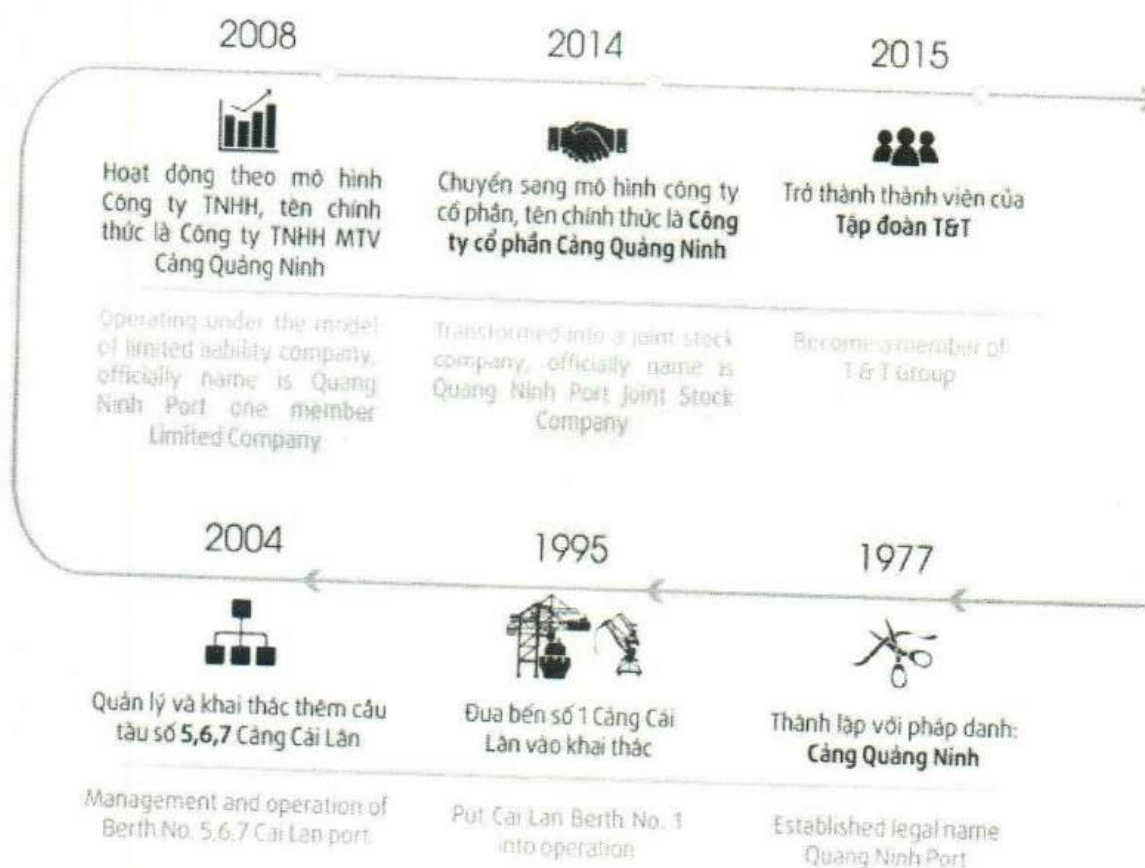 2008
Hoạt động theo mô hình
Công ty TNHH, tên chính
thức là Công ty TNHH MTV
Cảng Quảng Ninh
Operating under the model
of limited liability company,
officially name is Quang
Ninh Port one member
Limited Company
2014
Chuyển sang mô hình công ty
cổ phần, tên chính thức là Công
ty cổ phần Cảng Quảng Ninh
Transformed into a joint stock
company, officially name is
Quang Ninh Port Joint Stock
Company
2015
Trở thành thành viên của
Tập đoàn T&T
Become a member of
T & T Group
2004
Quản lý và khai thác thêm cầu
tàu số 5,6,7 Cảng Cái Lân
Management and operation of
Berth No. 5,6,7 Cai Lan port
1995
Đưa bến số 1 Cảng Cái
Lân vào khai thác
Put Cai Lan Berth No. 1
into operation
1977
Thành lập với pháp danh:
Cảng Quảng Ninh
Established legal name
Quang Ninh Port